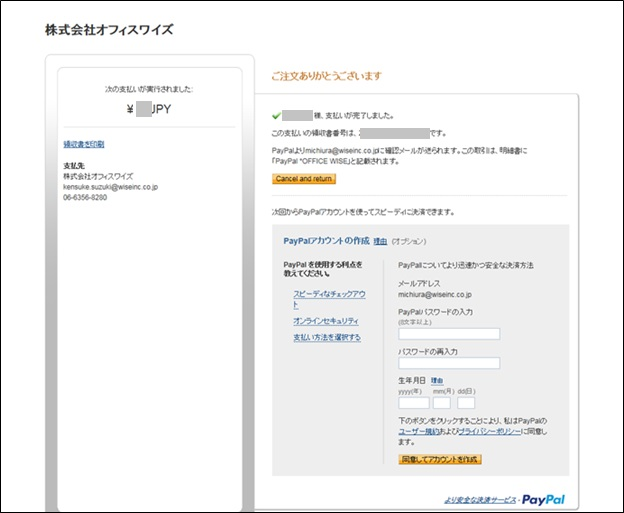 株式会社オフィスワイズ
次の支払いが実行されました:
¥ JPY
領収書を印刷
支払先
株式会社オフィスワイズ
kensuke.suzuki@wiseinc.co.jp
06-6356-8280
ご注文ありがとうございます
様、支払いが完了しました。
この支払いの領収書番号は、 です。
PayPalよりmichiura@wiseinc.co.jpに確認メールが送られます。この取引は、明細書に
「PayPal *OFFICE WISE」と記載されます。
Cancel and return
次回からPayPalアカウントを使ってスピーディに決済できます。
PayPalアカウントの作成 理由 (オプション)
PayPal を使用する利点を
教えてください。
スピーディなチェックアウ
ト
オンラインセキュリティ
支払い方法を選択する
PayPalについてより迅速かつ安全な決済方法
メールアドレス
michiura@wiseinc.co.jp
PayPalパスワードの入力
(8文字以上)
パスワードの再入力
生年月日 理由
yyyy(年) mm(月) dd(日)
下のボタンをクリックすることにより、私はPayPalの
ユーザー規約およびプライバシーポリシーに同意し
ます。
同意してアカウントを作成
より安全な決済サービス - PayPal